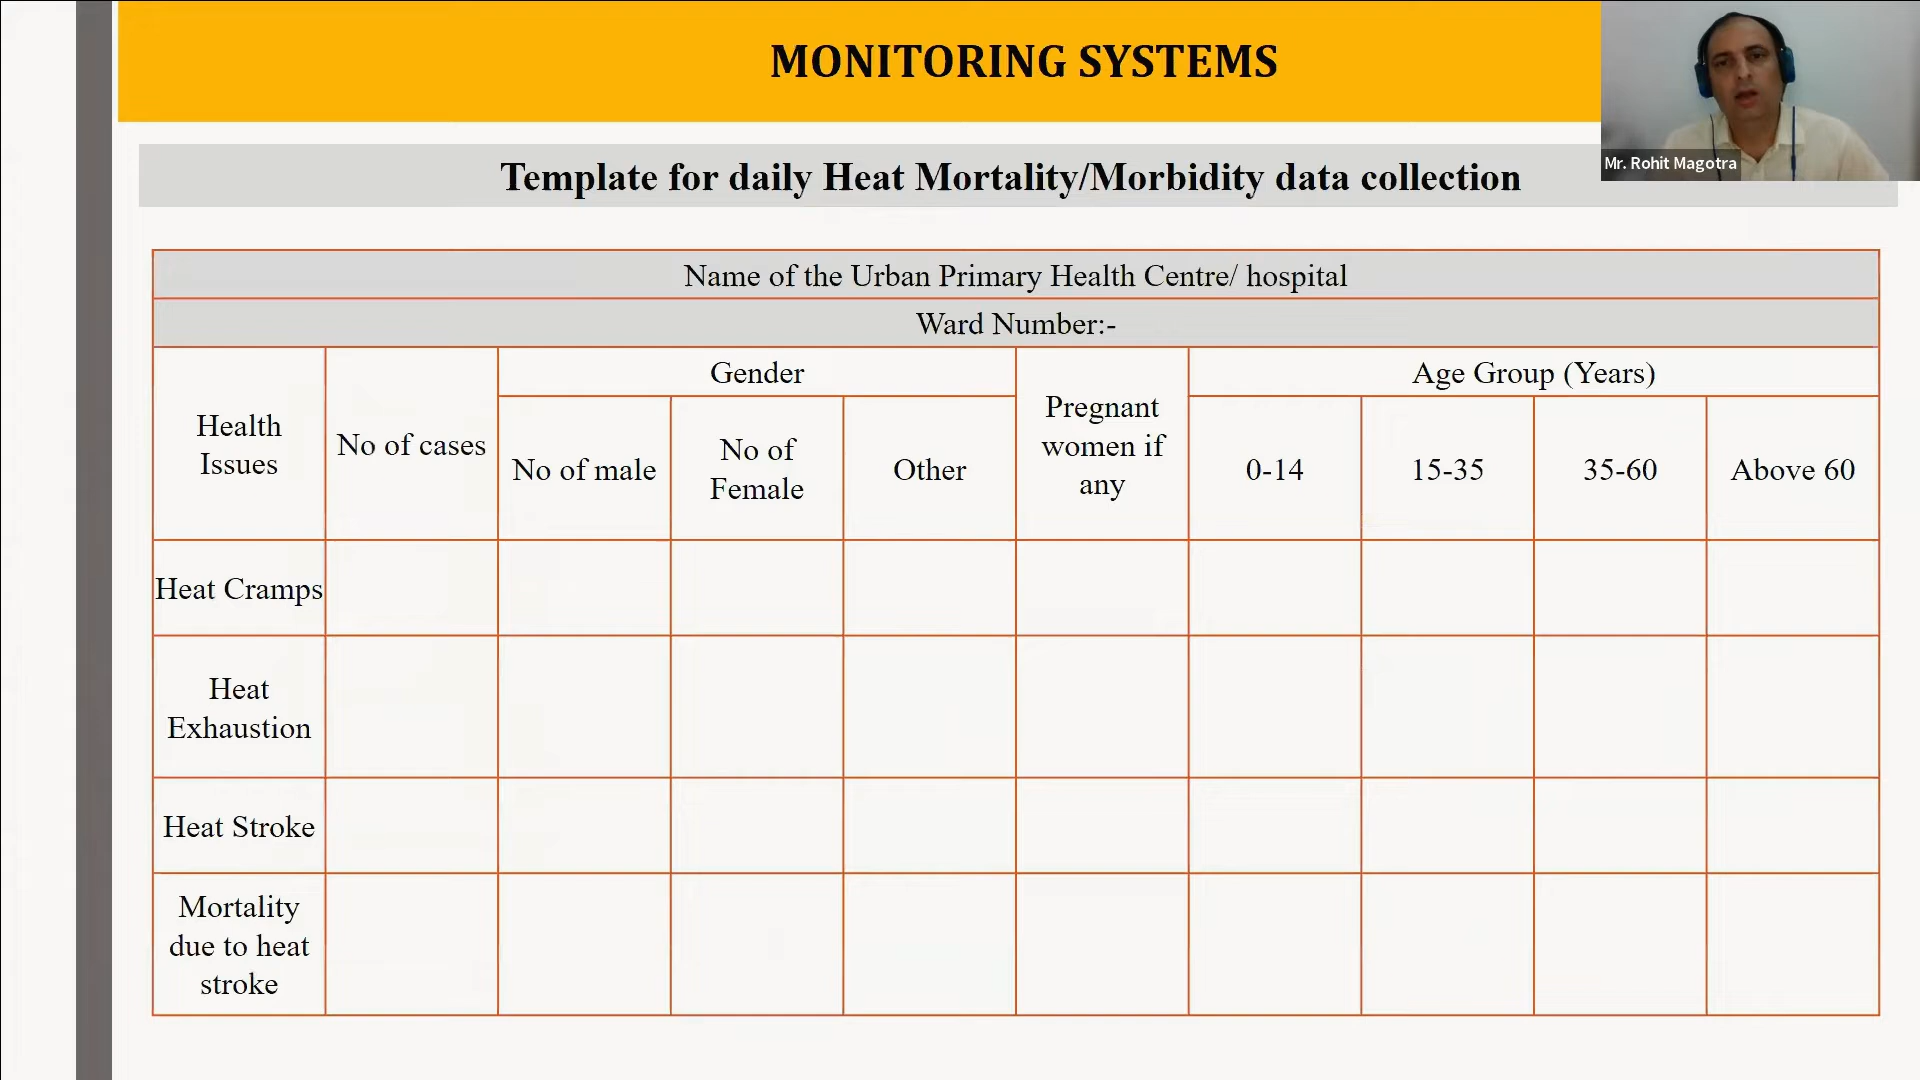 MONITORING SYSTEMS
Mr. Rohit Magotra
Template for daily Heat Mortality/Morbidity data collection
Name of the Urban Primary Health Centre/ hospital
Ward Number:-
Health
Issues
No of cases
Gender
No of male
No of
Female
Other
Pregnant
women if
any
Age Group (Years)
0-14
15-35
35-60
Above 60
Heat Cramps
Heat
Exhaustion
Heat Stroke
Mortality
due to heat
stroke